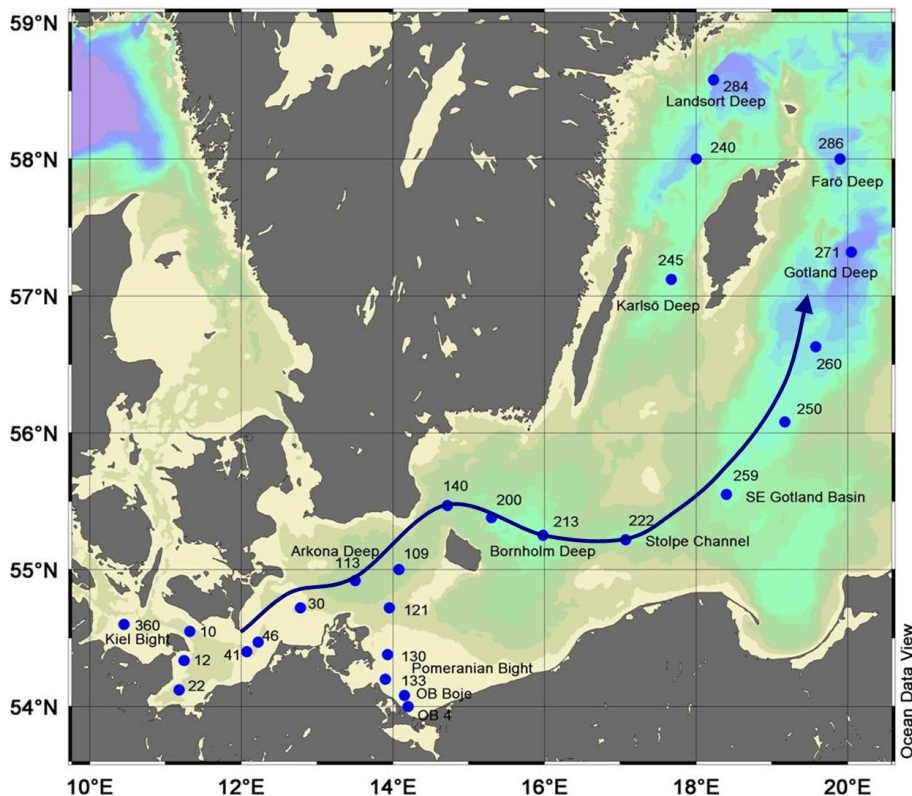 59°N
284
Landsort Deep
58°N
240
286
Farö Deep
245
271
Gotland Deep
57°N
Karlsö Deep
260
250
56°N
140
200
259
SE Gotland Basin
213
222
Arkona Deep
109
Bornholm Deep
Stolpe Channel
113
55°N
30
121
360
10
46
Kiel Bight
41
12
130
Pomeranian Bight
22
133
OB Boje
54°N
OB 4
10°E
12°E
14°E
16°E
18°E
20°E
Ocean Data View